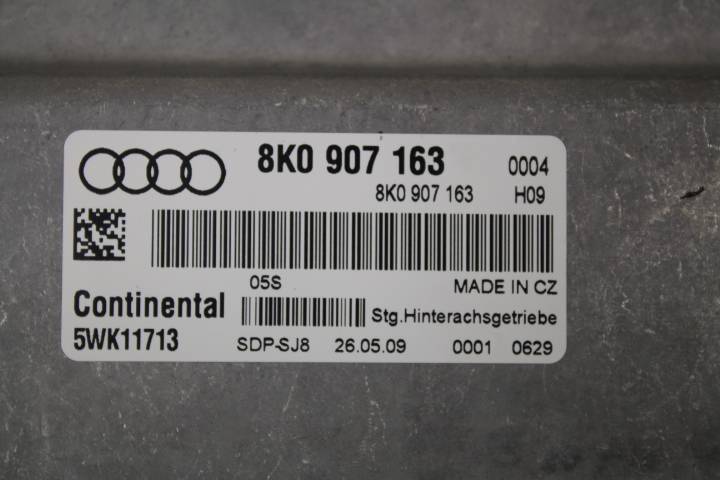 8K0 907 163 0004
8K0 907 163 H09
05S MADE IN CZ
Continental Stg.Hinterachsgetriebe
5WK11713 SDP-SJ8 26.05.09 0001 0629